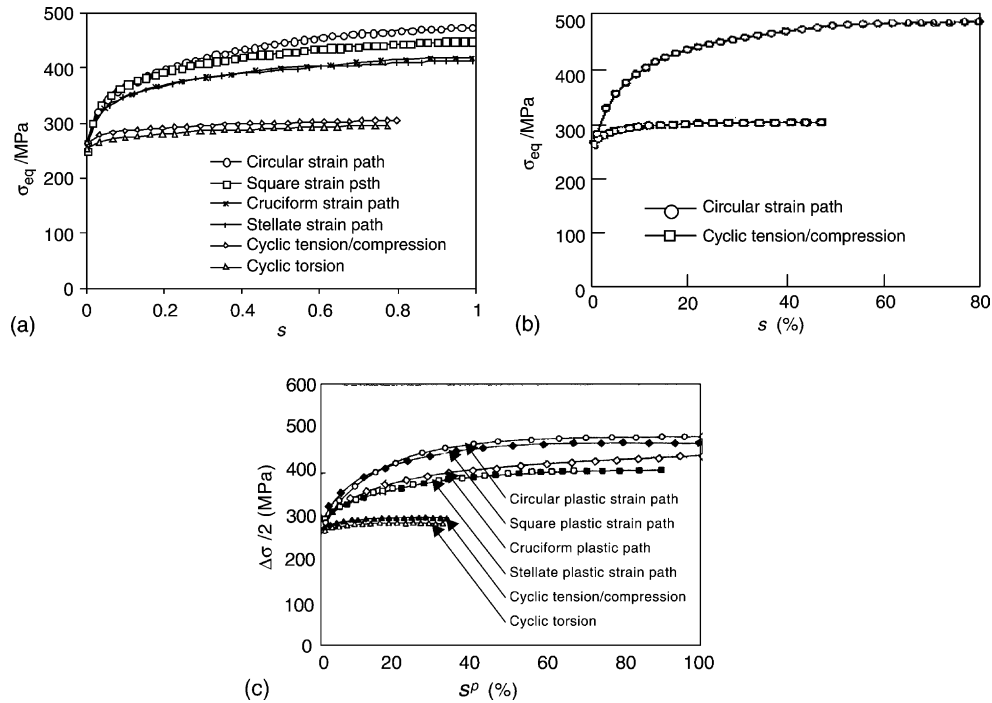 500
400
300
200
100
0
σeq /MPa
Circular strain path
Square strain psth
Cruciform strain path
Stellate strain path
Cyclic tension/compression
Cyclic torsion
0 0.2 0.4 0.6 0.8 1
s
(a)
500
400
300
200
100
0
σeq /MPa
Circular strain path
Cyclic tension/compression
0 20 40 60 80
s (%)
(b)
600
500
400
300
200
100
0
Δσ /2 (MPa)
Circular plastic strain path
Square plastic strain path
Cruciform plastic path
Stellate plastic strain path
Cyclic tension/compression
Cyclic torsion
0 20 40 60 80 100
sp (%)
(c)